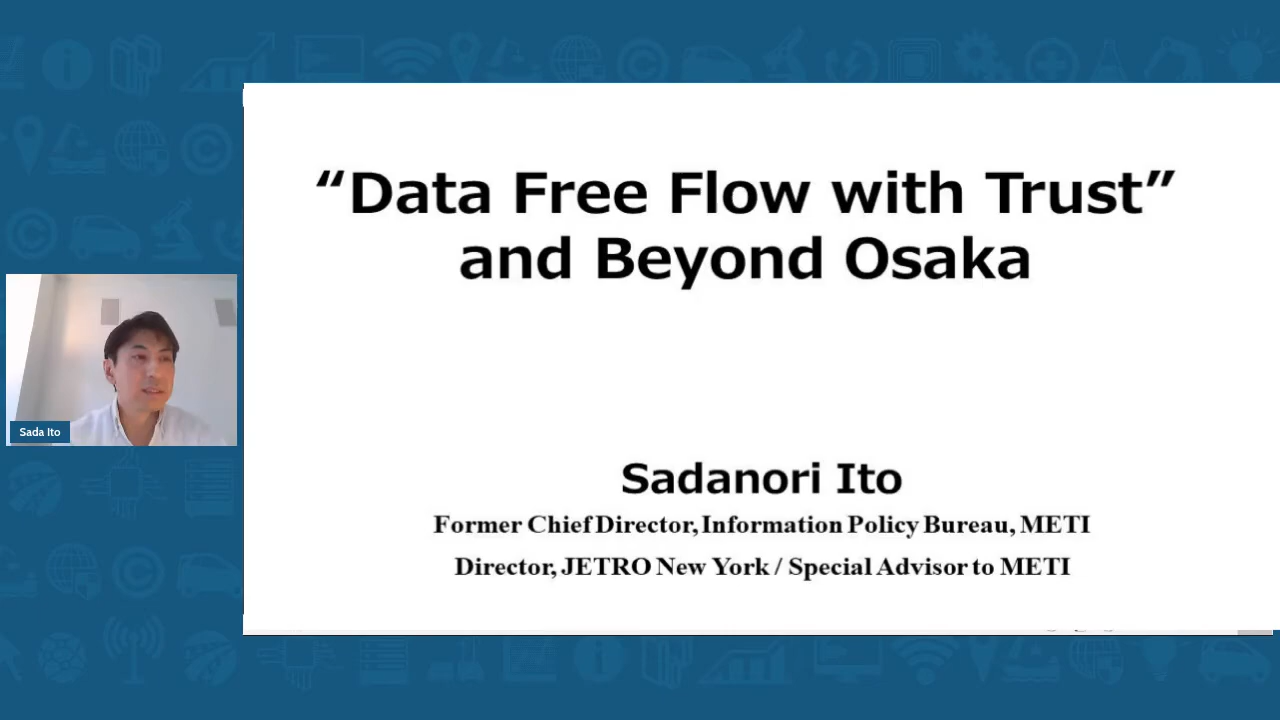 “Data Free Flow with Trust”
and Beyond Osaka
Sada Ito
Sadanori Ito
Former Chief Director, Information Policy Bureau, METI
Director, JETRO New York / Special Advisor to METI